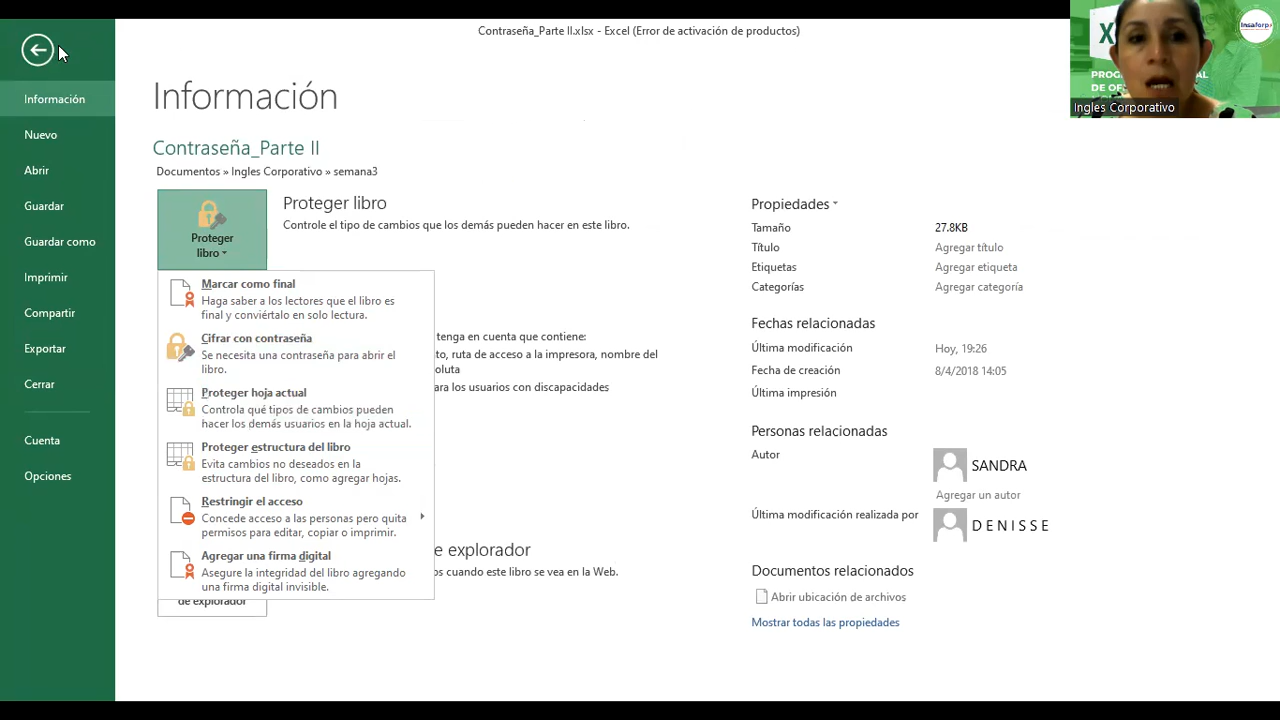 Contraseña_Parte II.xlsx - Excel (Error de activación de productos)
Insaforp
PROG AL
DE OF
Ingles Corporativo
Información
Nuevo
Abrir
Guardar
Guardar como
Imprimir
Compartir
Exportar
Cerrar
Cuenta
Opciones
Información
Contraseña_Parte II
Documentos » Ingles Corporativo » semana3
Proteger
libro
Proteger libro
Controle el tipo de cambios que los demás pueden hacer en este libro.
Marcar como final
Haga saber a los lectores que el libro es
final y conviértalo en solo lectura.
Cifrar con contraseña
Se necesita una contraseña para abrir el
libro.
Proteger hoja actual
Controla qué tipos de cambios pueden
hacer los demás usuarios en la hoja actual.
Proteger estructura del libro
Evita cambios no deseados en la
estructura del libro, como agregar hojas.
Restringir el acceso
Concede acceso a las personas pero quita
permisos para editar, copiar o imprimir.
Agregar una firma digital
Asegure la integridad del libro agregando
una firma digital invisible.
tenga en cuenta que contiene:
to, ruta de acceso a la impresora, nombre del
oluta
ara los usuarios con discapacidades
e explorador
os cuando este libro se vea en la Web.
de explorador
Propiedades
Tamaño 27.8KB
Título Agregar título
Etiquetas Agregar etiqueta
Categorías Agregar categoría
Fechas relacionadas
Última modificación Hoy, 19:26
Fecha de creación 8/4/2018 14:05
Última impresión
Personas relacionadas
Autor SANDRA
Agregar un autor
Última modificación realizada por D E N I S S E
Documentos relacionados
Abrir ubicación de archivos
Mostrar todas las propiedades